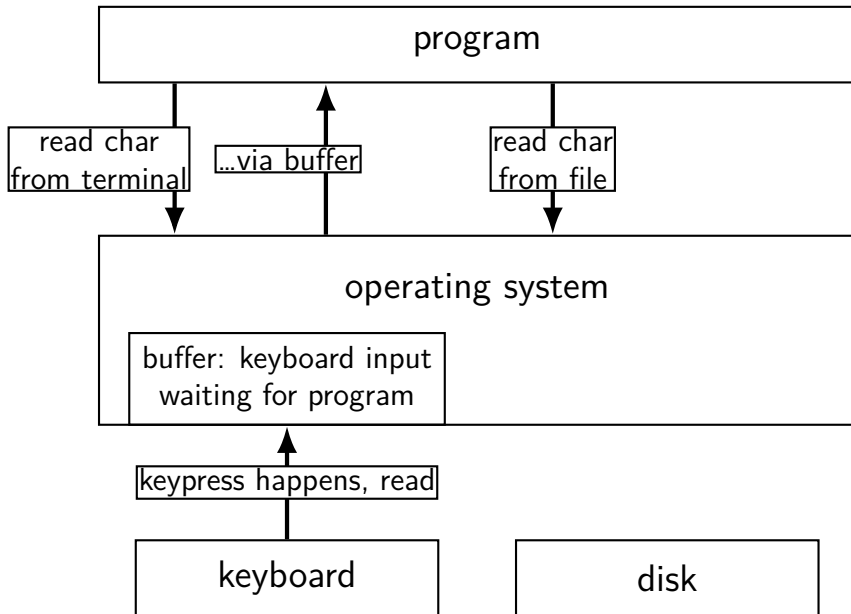 program
read char
from terminal
...via buffer
read char
from file
operating system
buffer: keyboard input
waiting for program
keypress happens, read
keyboard
disk